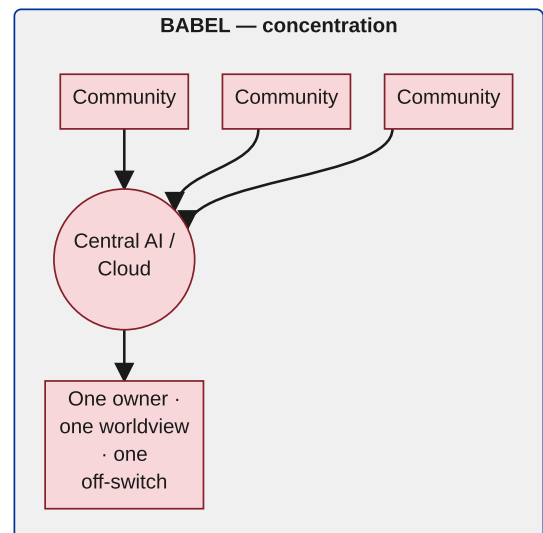 BABEL — concentration
Community
Community
Community
Central AI /
Cloud
One owner ·
one worldview
· one
off-switch